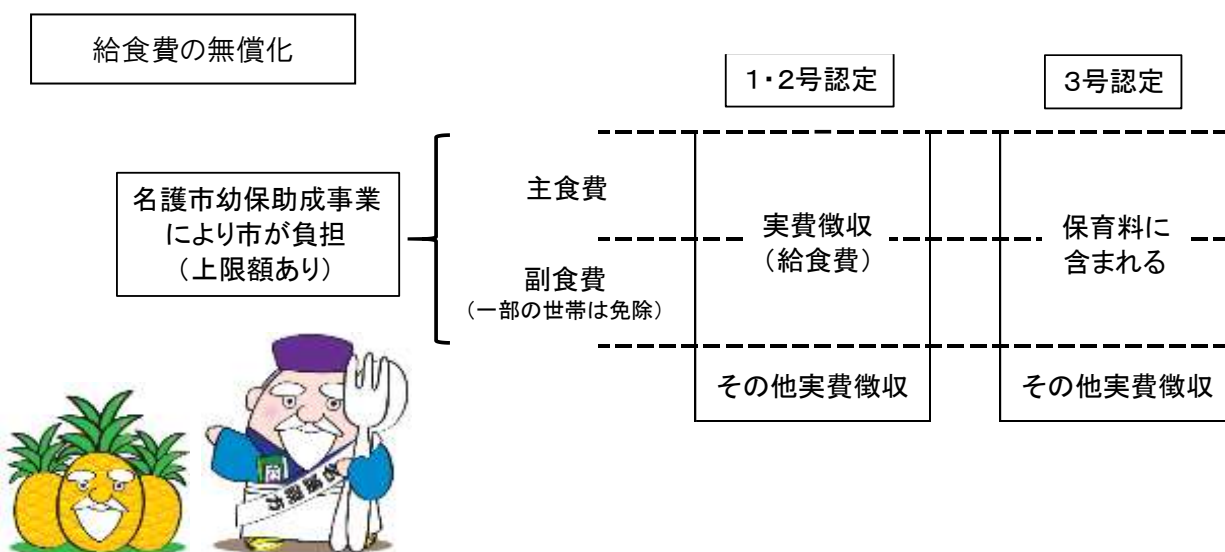 給食費の無償化
1・2号認定
3号認定
名護市幼保助成事業
により市が負担
（上限額あり）
主食費
副食費
（一部の世帯は免除）
実費徴収
（給食費）
保育料に
含まれる
その他実費徴収
その他実費徴収